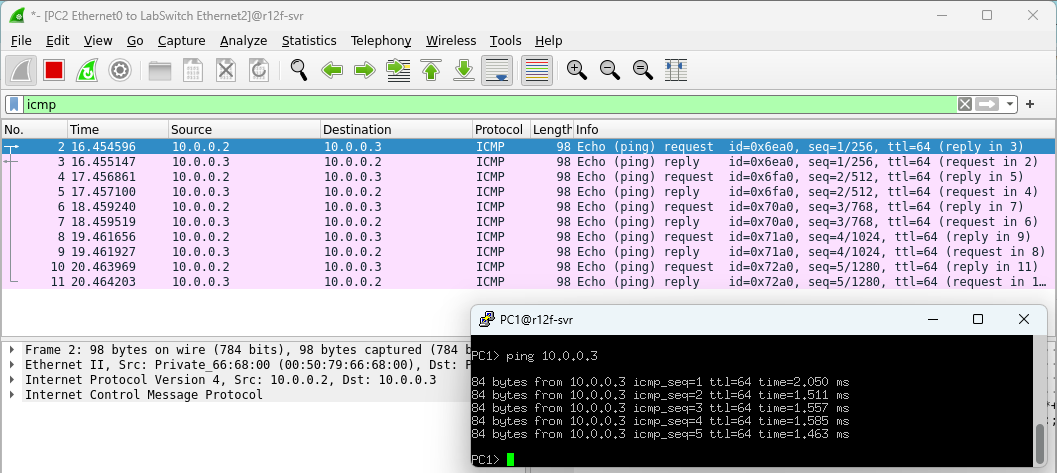 *- [PC2 Ethernet0 to LabSwitch Ethernet2]@r12f-svr
File Edit View Go Capture Analyze Statistics Telephony Wireless Tools Help
icmp
No. Time Source Destination Protocol Length Info
2 16.454596 10.0.0.2 10.0.0.3 ICMP 98 Echo (ping) request id=0x6ea0, seq=1/256, ttl=64 (reply in 3)
3 16.455147 10.0.0.3 10.0.0.2 ICMP 98 Echo (ping) reply id=0x6ea0, seq=1/256, ttl=64 (request in 2)
4 17.456861 10.0.0.2 10.0.0.3 ICMP 98 Echo (ping) request id=0x6fa0, seq=2/512, ttl=64 (reply in 5)
5 17.457100 10.0.0.3 10.0.0.2 ICMP 98 Echo (ping) reply id=0x6fa0, seq=2/512, ttl=64 (request in 4)
6 18.459240 10.0.0.2 10.0.0.3 ICMP 98 Echo (ping) request id=0x70a0, seq=3/768, ttl=64 (reply in 7)
7 18.459519 10.0.0.3 10.0.0.2 ICMP 98 Echo (ping) reply id=0x70a0, seq=3/768, ttl=64 (request in 6)
8 19.461656 10.0.0.2 10.0.0.3 ICMP 98 Echo (ping) request id=0x71a0, seq=4/1024, ttl=64 (reply in 9)
9 19.461927 10.0.0.3 10.0.0.2 ICMP 98 Echo (ping) reply id=0x71a0, seq=4/1024, ttl=64 (request in 8)
10 20.463969 10.0.0.2 10.0.0.3 ICMP 98 Echo (ping) request id=0x72a0, seq=5/1280, ttl=64 (reply in 11)
11 20.464203 10.0.0.3 10.0.0.2 ICMP 98 Echo (ping) reply id=0x72a0, seq=5/1280, ttl=64 (request in 1…
Frame 2: 98 bytes on wire (784 bits), 98 bytes captured (784
Ethernet II, Src: Private_66:68:00 (00:50:79:66:68:00), Dst:
Internet Protocol Version 4, Src: 10.0.0.2, Dst: 10.0.0.3
Internet Control Message Protocol
PC1@r12f-svr
PC1> ping 10.0.0.3
84 bytes from 10.0.0.3 icmp_seq=1 ttl=64 time=2.050 ms
84 bytes from 10.0.0.3 icmp_seq=2 ttl=64 time=1.511 ms
84 bytes from 10.0.0.3 icmp_seq=3 ttl=64 time=1.557 ms
84 bytes from 10.0.0.3 icmp_seq=4 ttl=64 time=1.585 ms
84 bytes from 10.0.0.3 icmp_seq=5 ttl=64 time=1.463 ms
PC1>